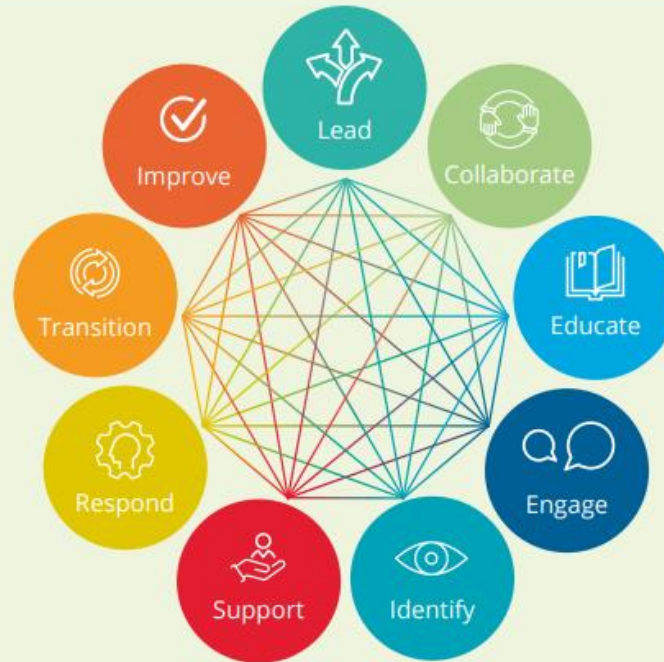 Lead
Collaborate
Educate
Engage
Identify
Support
Respond
Transition
Improve